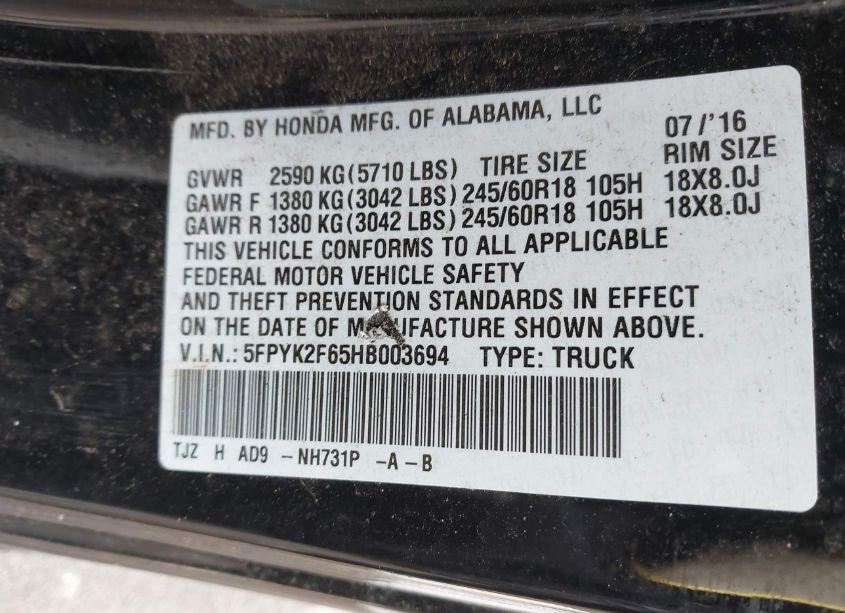 MFD. BY HONDA MFG. OF ALABAMA, LLC 07/'16
GVWR 2590 KG(5710 LBS) TIRE SIZE RIM SIZE
GAWR F 1380 KG(3042 LBS) 245/60R18 105H 18X8.0J
GAWR R 1380 KG(3042 LBS) 245/60R18 105H 18X8.0J
THIS VEHICLE CONFORMS TO ALL APPLICABLE
FEDERAL MOTOR VEHICLE SAFETY
AND THEFT PREVENTION STANDARDS IN EFFECT
ON THE DATE OF MANUFACTURE SHOWN ABOVE.
V.I.N.: 5FPYK2F65HB003694 TYPE: TRUCK
TJZ H AD9 -NH731P -A-B